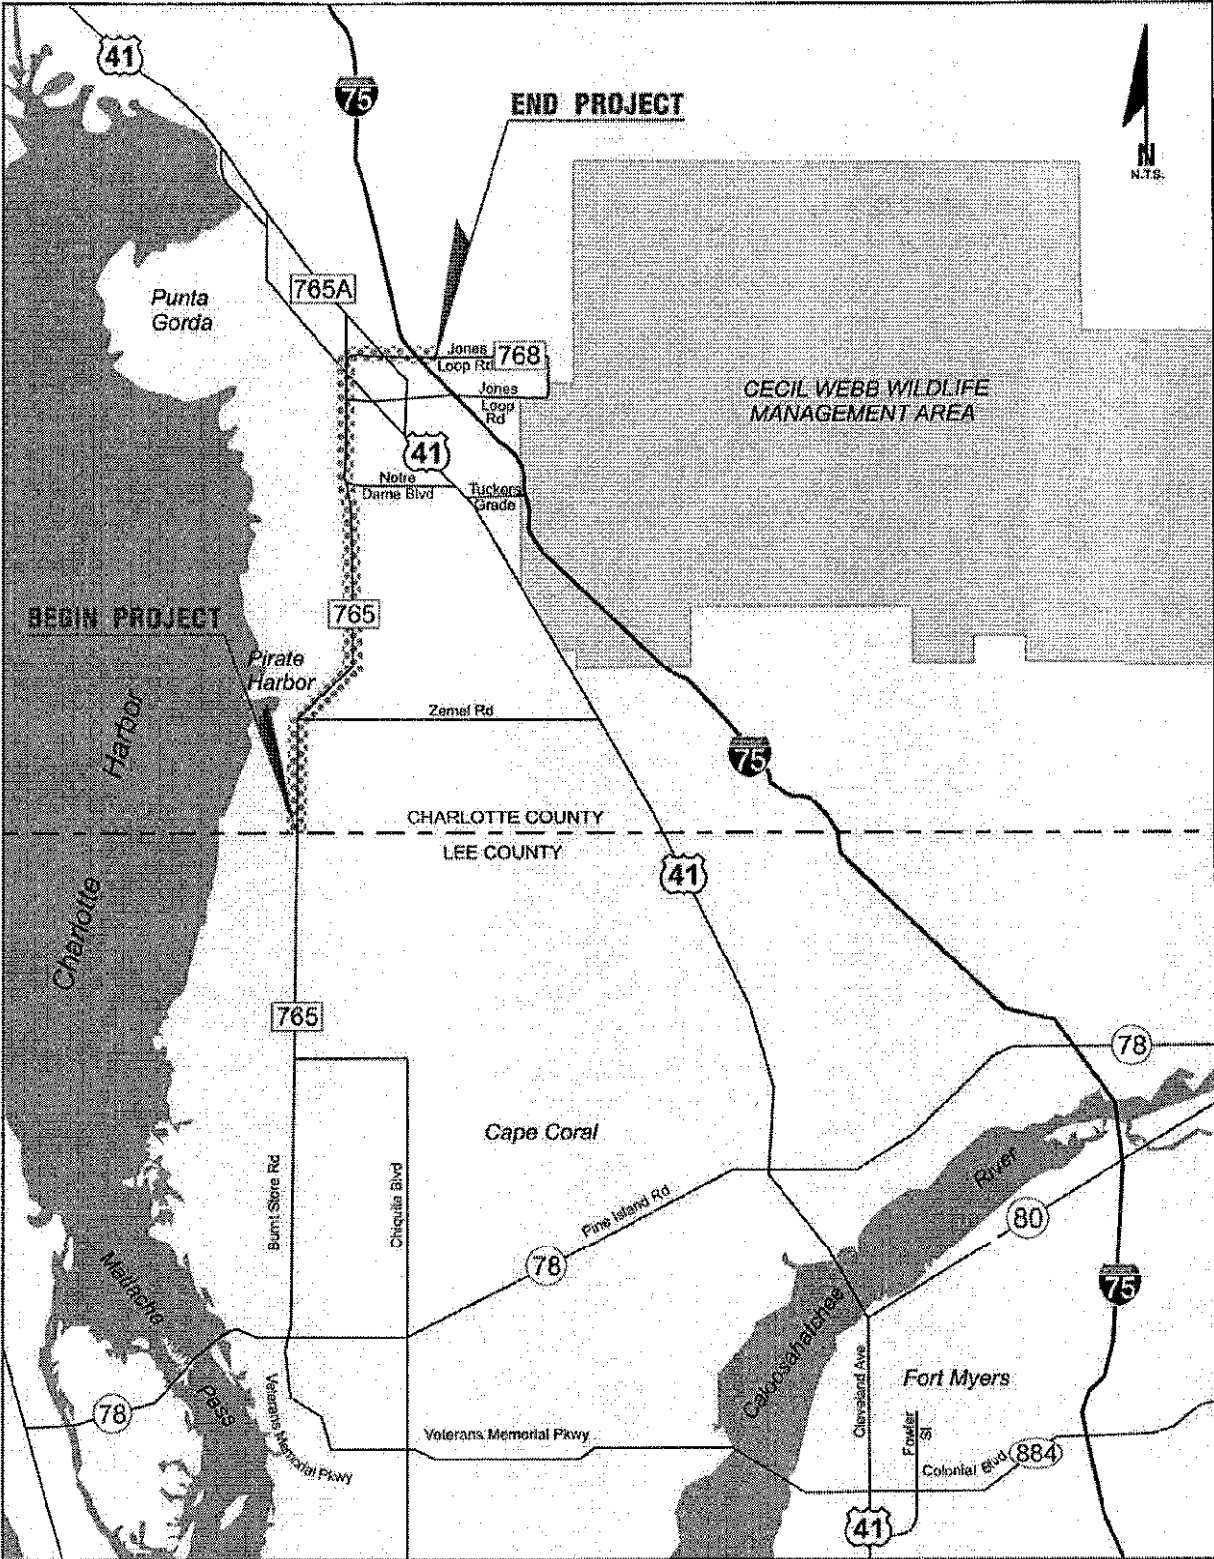 41
75
END PROJECT
N
N.T.S.
765A
Punta
Gorda
Jones
Loop Rd
768
Jones
Loop
Rd
CECIL WEBB WILDLIFE
MANAGEMENT AREA
41
Notre
Dame Blvd
Tuckers
Grade
BEGIN PROJECT
765
Pirate
Harbor
Zemel Rd
75
Charlotte Harbor
CHARLOTTE COUNTY
LEE COUNTY
41
765
78
Cape Coral
Burnt Store Rd
Chiquita Blvd
Pine Island Rd
78
Caloosahatchee River
80
75
Matlacha Pass
78
Veterans Memorial Pkwy
Veterans Memorial Pkwy
Cleveland Ave
Fort Myers
Fowler
St
Colonial Blvd
884
41